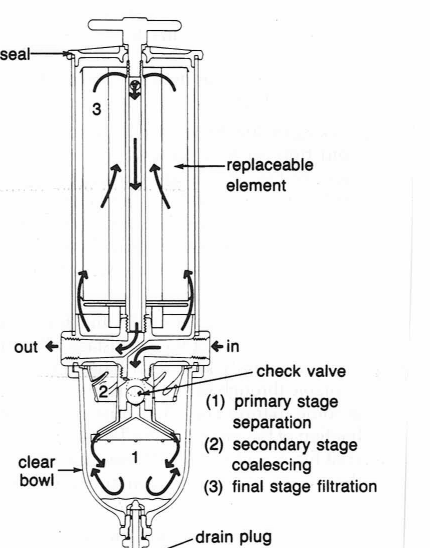 seal
3
replaceable
element
out
in
check valve
2
(1) primary stage
separation
(2) secondary stage
coalescing
(3) final stage filtration
1
clear
bowl
drain plug